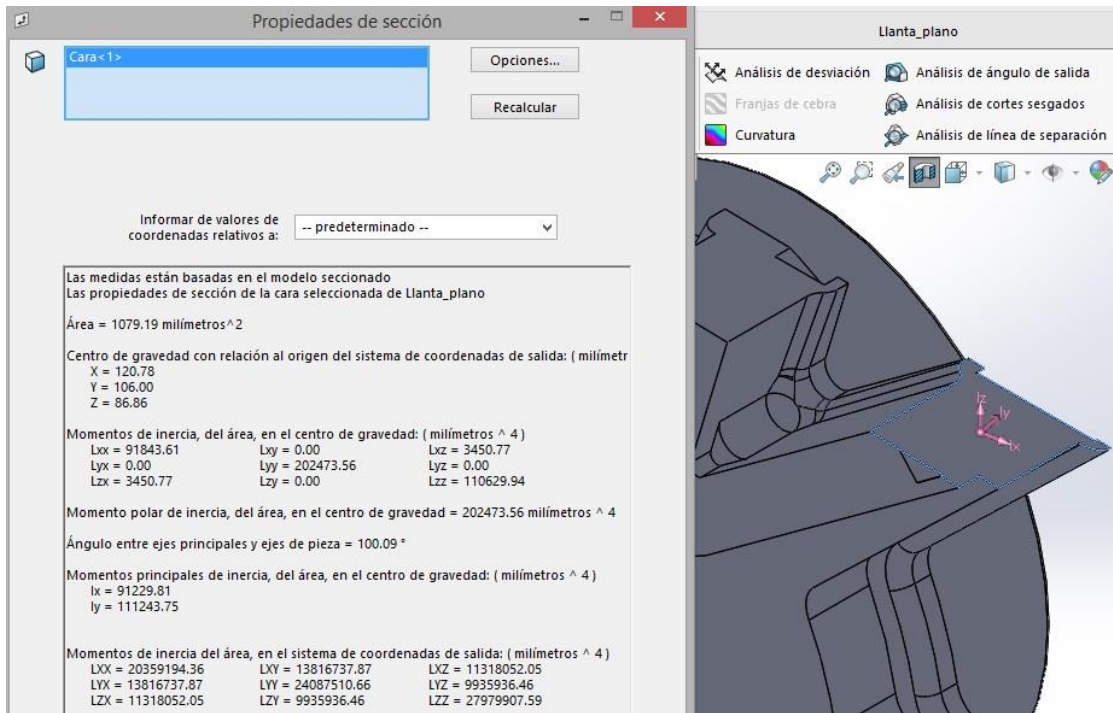 Propiedades de sección
Llanta_plano
Cara<1>
Opciones...
Recalcular
Análisis de desviación
Análisis de ángulo de salida
Franjas de cebra
Análisis de cortes sesgados
Curvatura
Análisis de línea de separación
Informar de valores de
coordenadas relativos a:
-- predeterminado --
Las medidas están basadas en el modelo seccionado
Las propiedades de sección de la cara seleccionada de Llanta_plano
Área = 1079.19 milímetros^2
Centro de gravedad con relación al origen del sistema de coordenadas de salida: ( milímetr
X = 120.78
Y = 106.00
Z = 86.86
Momentos de inercia, del área, en el centro de gravedad: ( milímetros ^ 4 )
Lxx = 91843.61 Lxy = 0.00 Lxz = 3450.77
Lyx = 0.00 Lyy = 202473.56 Lyz = 0.00
Lzx = 3450.77 Lzy = 0.00 Lzz = 110629.94
Momento polar de inercia, del área, en el centro de gravedad = 202473.56 milímetros ^ 4
Ángulo entre ejes principales y ejes de pieza = 100.09 °
Momentos principales de inercia, del área, en el centro de gravedad: ( milímetros ^ 4 )
Ix = 91229.81
Iy = 111243.75
Momentos de inercia del área, en el sistema de coordenadas de salida: ( milímetros ^ 4 )
LXX = 20359194.36 LXY = 13816737.87 LXZ = 11318052.05
LYX = 13816737.87 LYY = 24087510.66 LYZ = 9935936.46
LZX = 11318052.05 LZY = 9935936.46 LZZ = 27979907.59
Iz
Iy
Ix